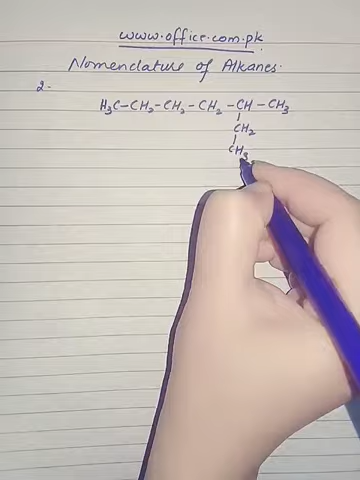 www.office.com.pk
Nomenclature of Alkanes.
2-
H₃C-CH₂-CH₂-CH₂-CH-CH₃
CH₂
CH₃